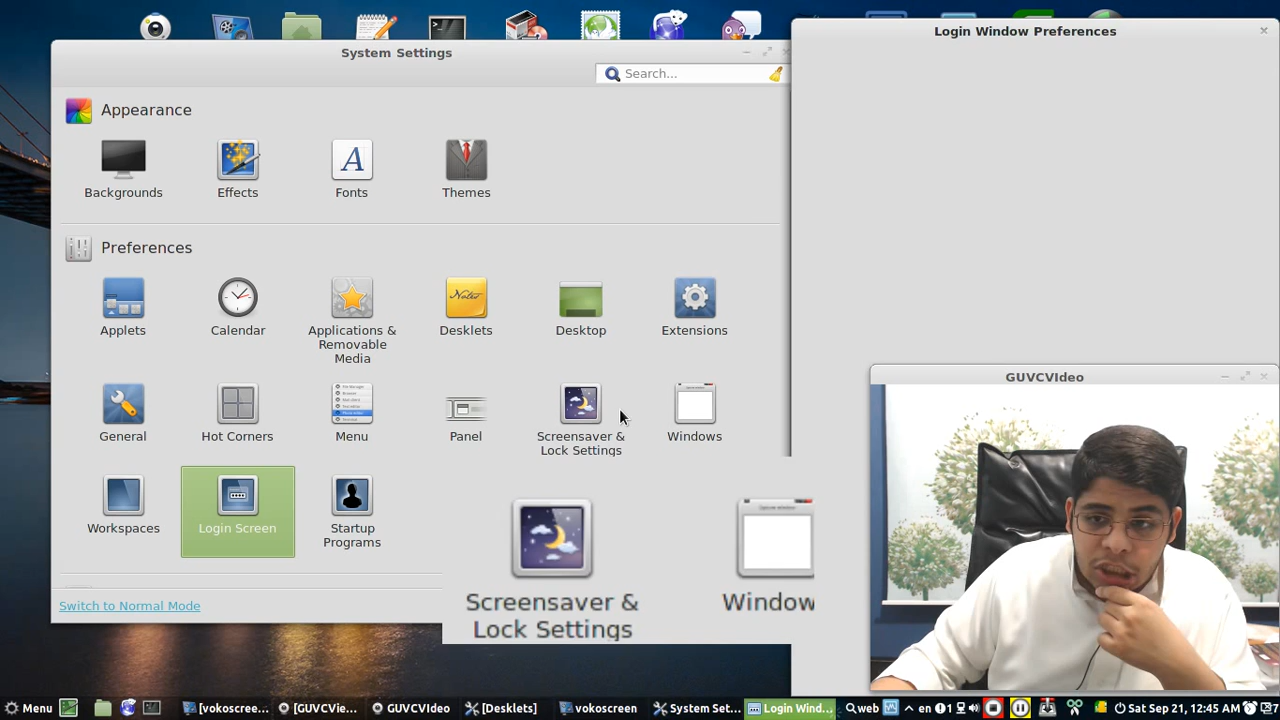 System Settings
Login Window Preferences
Search...
Appearance
Backgrounds
Effects
Fonts
Themes
Preferences
Applets
Calendar
Applications &
Removable
Media
Desklets
Desktop
Extensions
General
Hot Corners
Menu
Panel
Screensaver &
Lock Settings
Windows
GUVCVIdeo
Workspaces
Login Screen
Startup
Programs
Switch to Normal Mode
Screensaver &
Lock Settings
Window
Menu
[vokoscree...
[GUVCVie...
GUVCVIdeo
[Desklets]
vokoscreen
System Set...
Login Wind...
web
en
1
Sat Sep 21, 12:45 AM
7